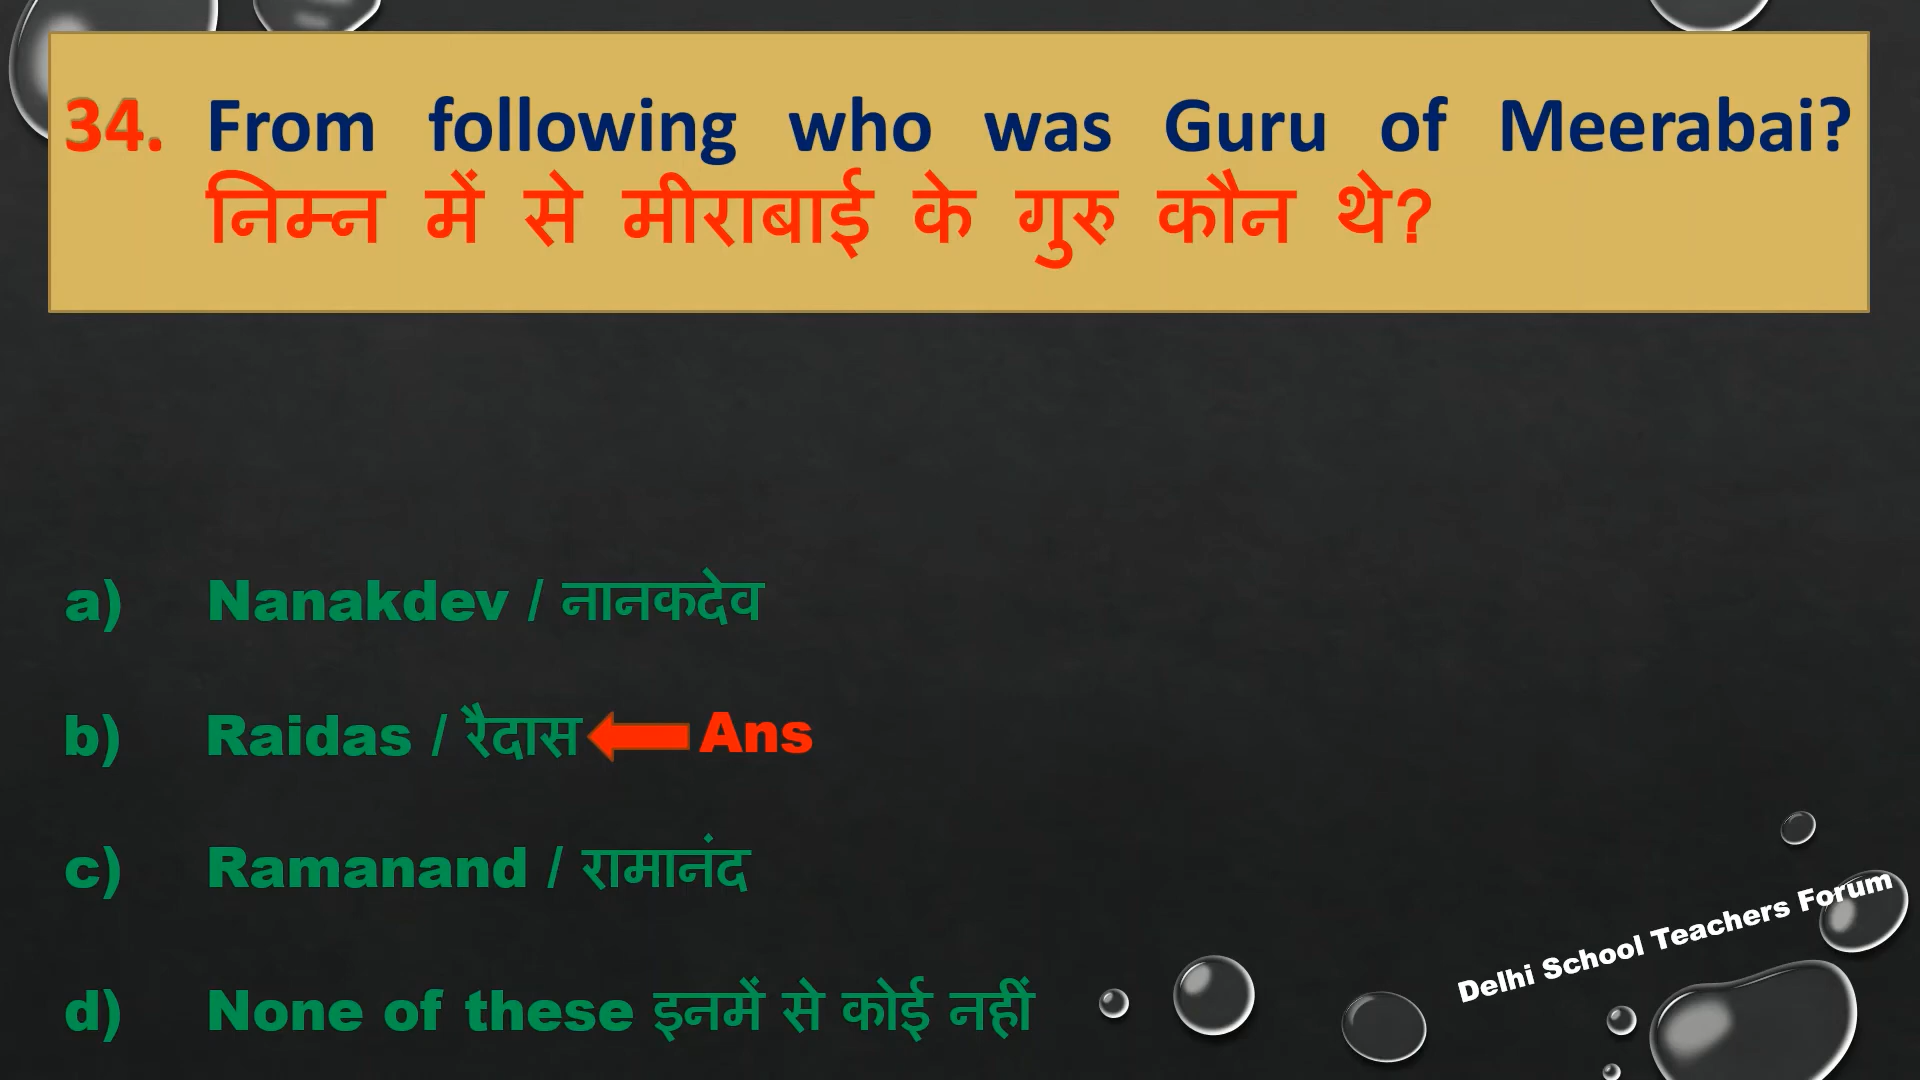 34. From following who was Guru of Meerabai?
निम्न में से मीराबाई के गुरु कौन थे?
a) Nanakdev / नानकदेव
b) Raidas / रैदास Ans
c) Ramanand / रामानंद
d) None of these इनमें से कोई नहीं
Delhi School Teachers Forum